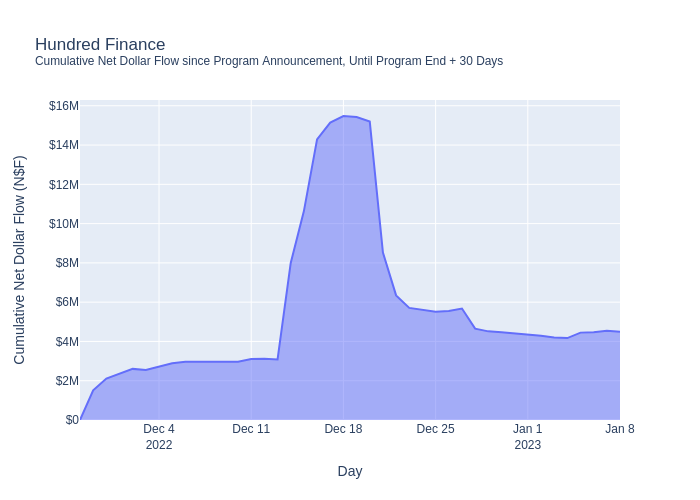 Hundred Finance
Cumulative Net Dollar Flow since Program Announcement, Until Program End + 30 Days
Cumulative Net Dollar Flow (N$F)
$16M
$14M
$12M
$10M
$8M
$6M
$4M
$2M
$0
Dec 4 Dec 11 Dec 18 Dec 25 Jan 1 Jan 8
2022 2023
Day